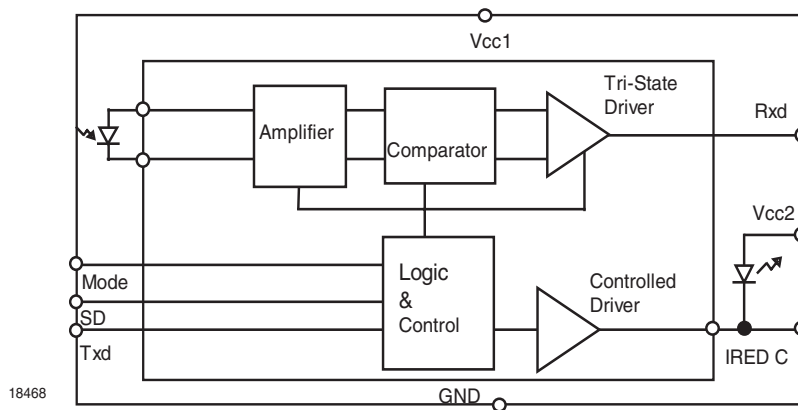 Vcc1
Tri-State
Driver
Rxd
Amplifier
Comparator
Vcc2
Mode
SD
Txd
Logic
&
Control
Controlled
Driver
IRED C
18468
GND